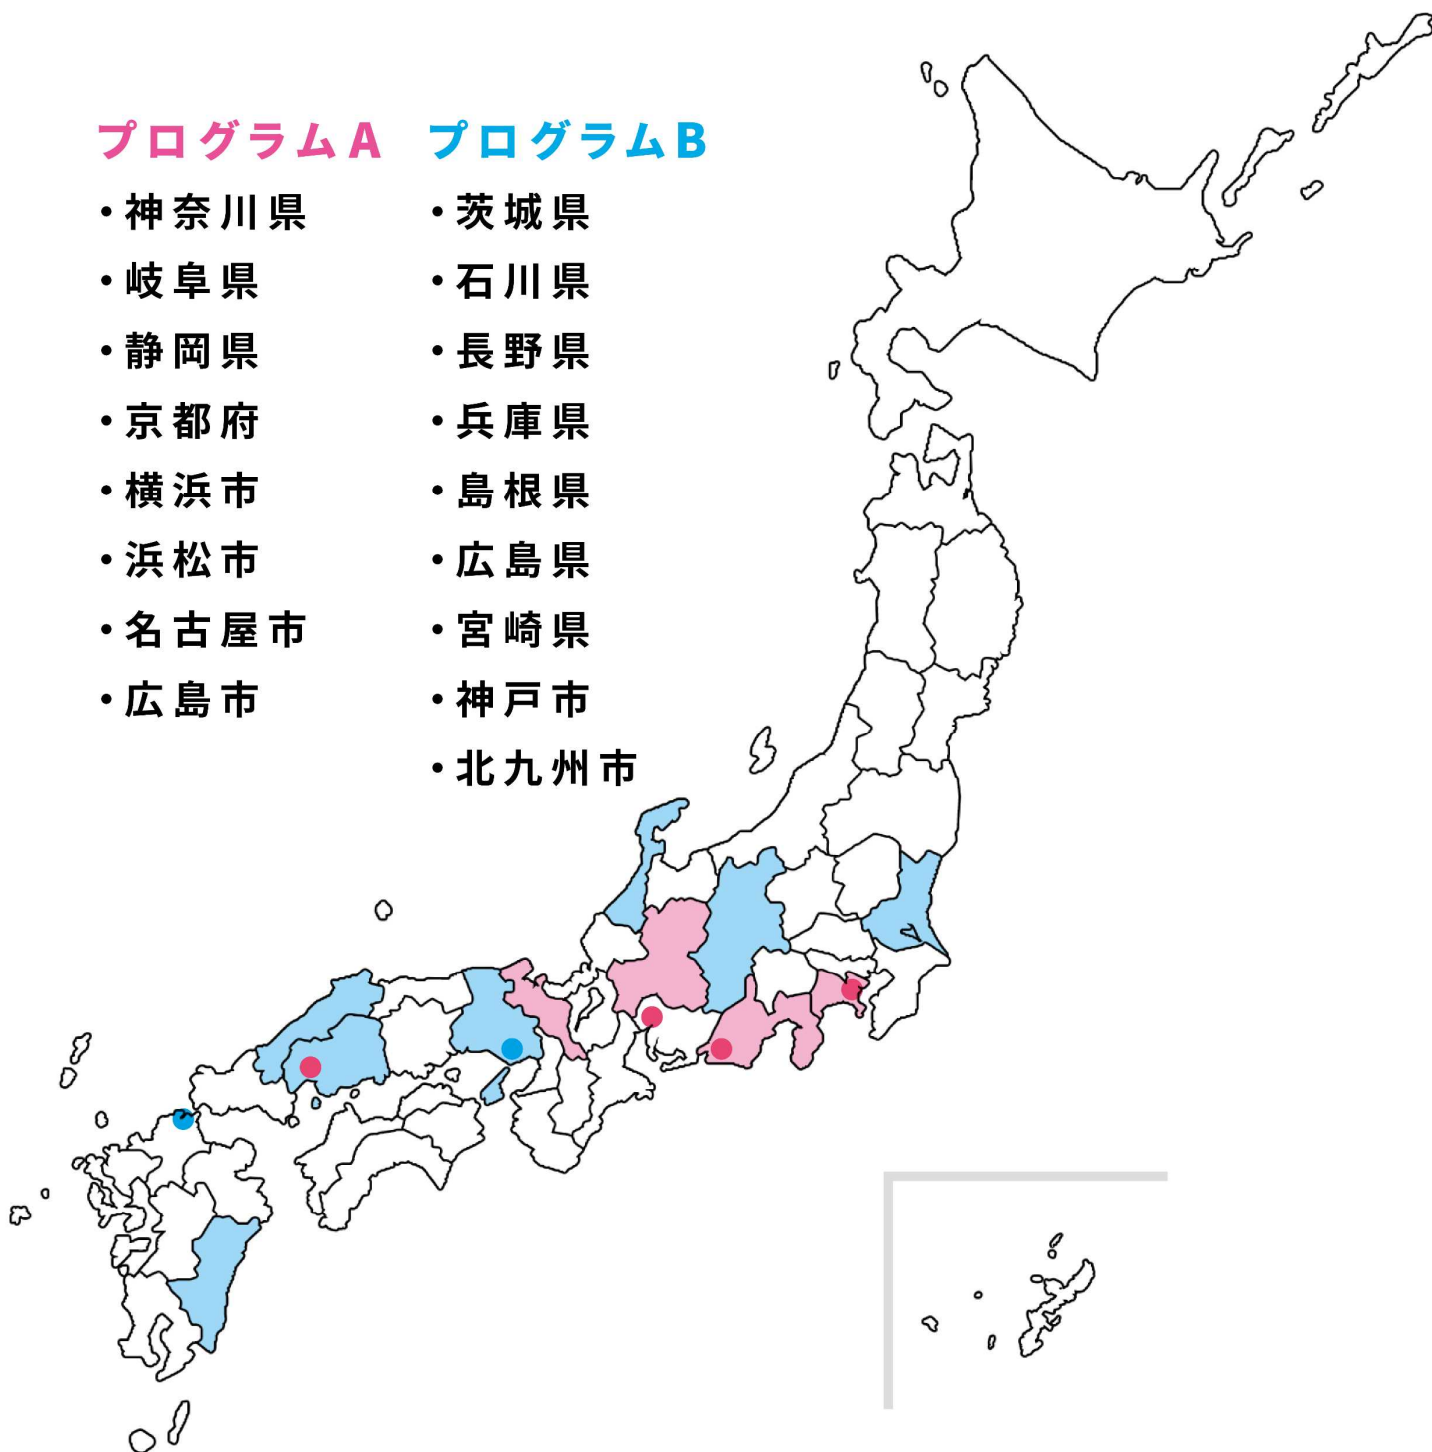 プログラムA
・神奈川県
・岐阜県
・静岡県
・京都府
・横浜市
・浜松市
・名古屋市
・広島市
プログラムB
・茨城県
・石川県
・長野県
・兵庫県
・島根県
・広島県
・宮崎県
・神戸市
・北九州市